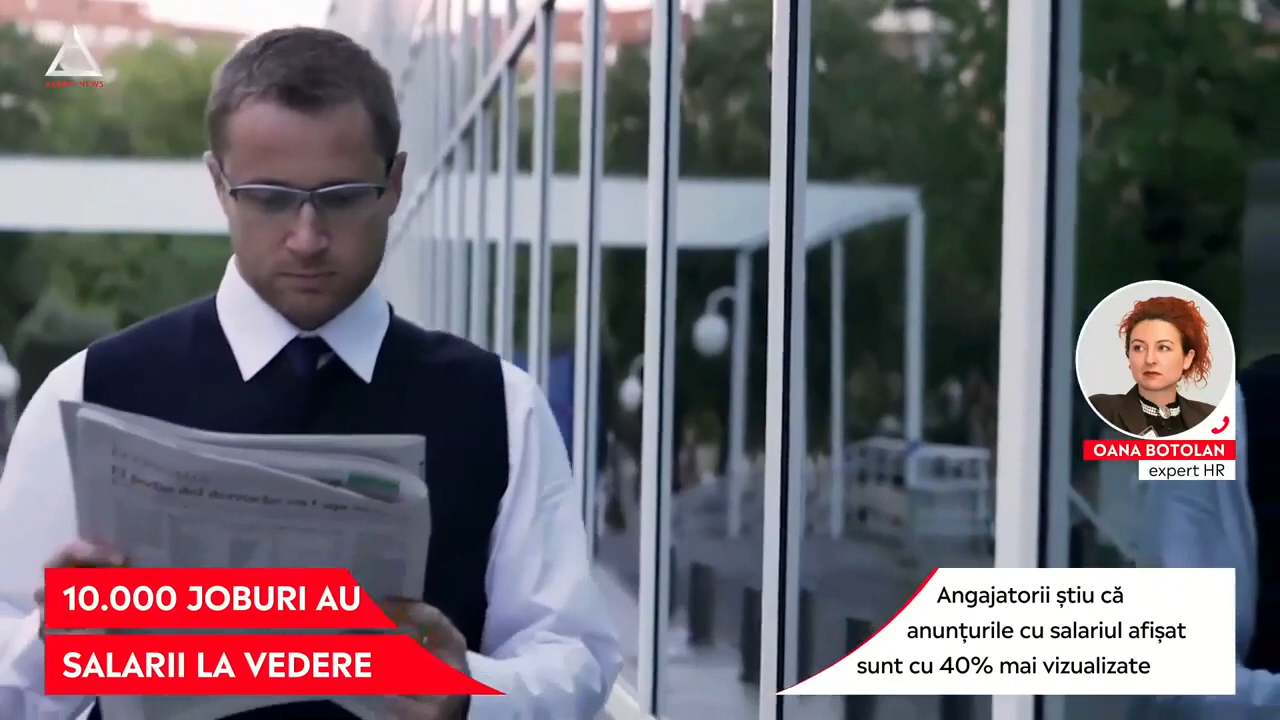 10.000 JOBURI AU
SALARII LA VEDERE
OANA BOTOLAN
expert HR
Angajatorii știu că
anunțurile cu salariul afișat
sunt cu 40% mai vizualizate